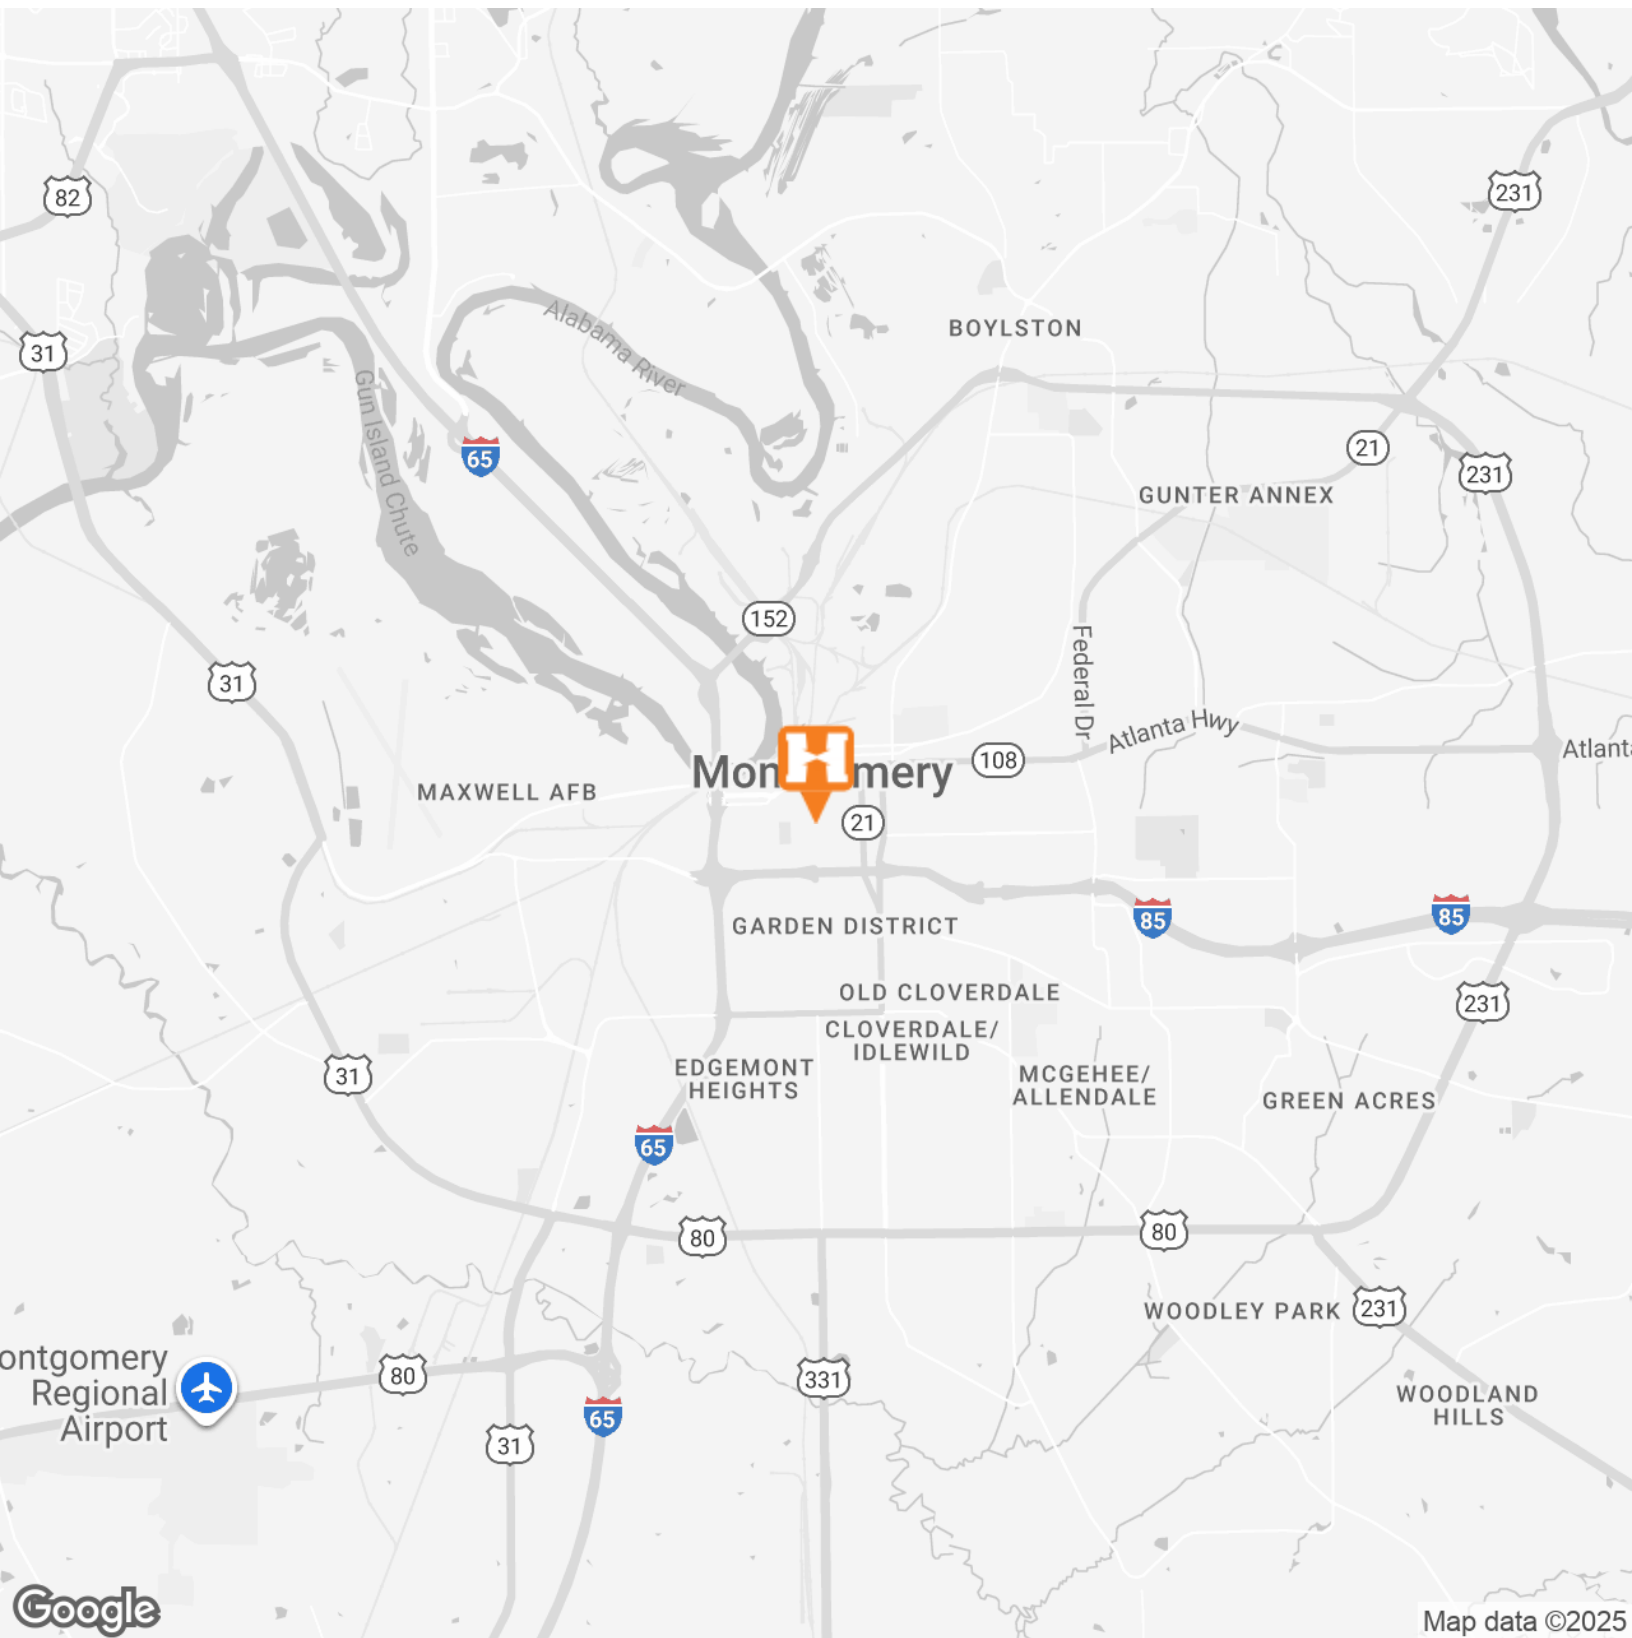 82
231
31
Alabama River
BOYLSTON
Gun Island Chute
65
21
231
GUNTER ANNEX
152
Federal Dr
31
Atlanta Hwy
Atlanta
108
H
Mon
mery
MAXWELL AFB
21
85
85
GARDEN DISTRICT
OLD CLOVERDALE
231
CLOVERDALE/
IDLEWILD
EDGEMONT
HEIGHTS
31
MCGEHEE/
ALLENDALE
GREEN ACRES
65
80
80
WOODLEY PARK
231
ontgomery
Regional
Airport
80
331
65
WOODLAND
HILLS
31
Google
Map data ©2025